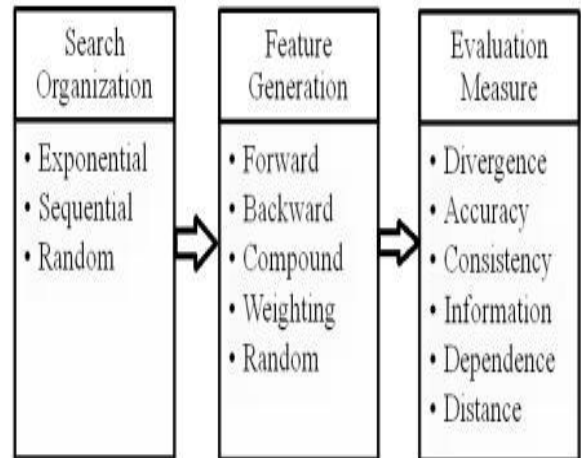 Search
Organization
• Exponential
• Sequential
• Random
Feature
Generation
• Forward
• Backward
• Compound
• Weighting
• Random
Evaluation
Measure
• Divergence
• Accuracy
• Consistency
• Information
• Dependence
• Distance